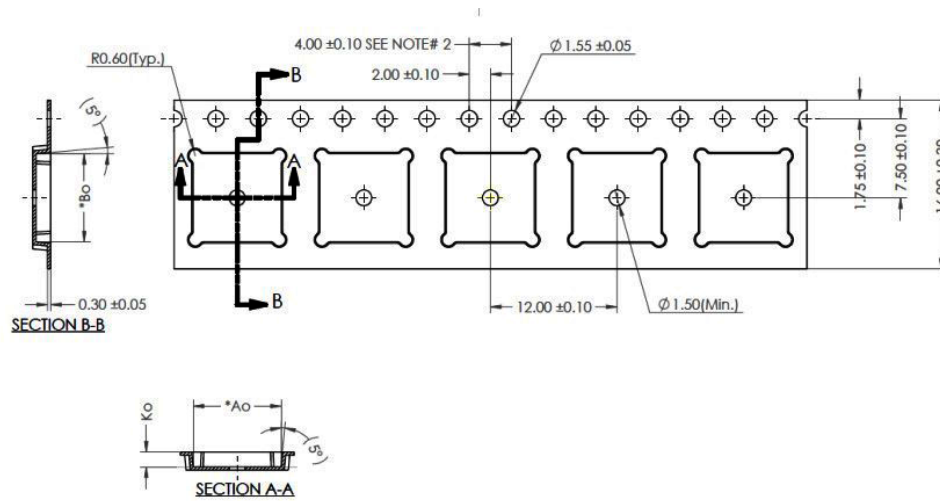 4.00 ±0.10 SEE NOTE# 2
Ø 1.55 ±0.05
R0.60(Typ.)
B
2.00 ±0.10
(5°)
A
A
*Bo
1.75 ±0.10
7.50 ±0.10
B
0.30 ±0.05
12.00 ±0.10
Ø 1.50(Min.)
SECTION B-B
*Ao
Ko
(5°)
SECTION A-A